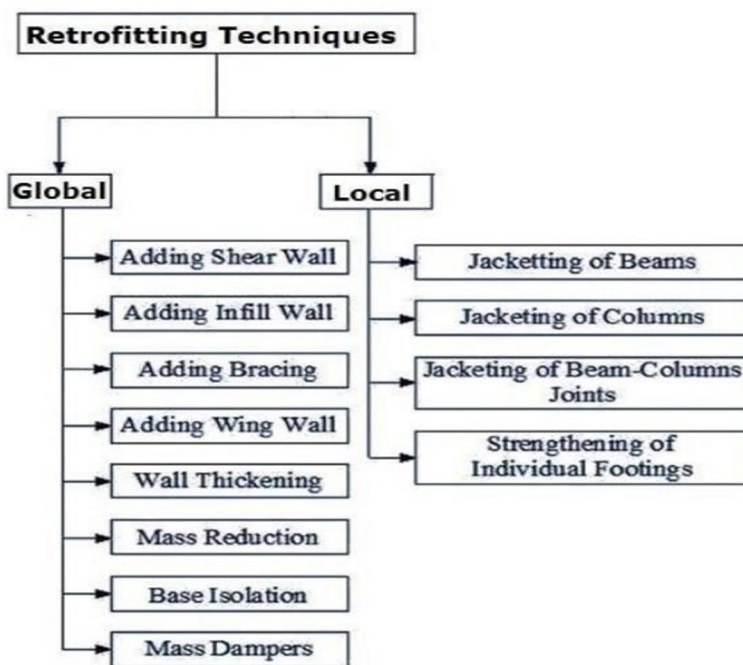 Retrofitting Techniques
Global
Local
Adding Shear Wall
Adding Infill Wall
Adding Bracing
Adding Wing Wall
Wall Thickening
Mass Reduction
Base Isolation
Mass Dampers
Jacketting of Beams
Jacketing of Columns
Jacketing of Beam-Columns
Joints
Strengthening of
Individual Footings